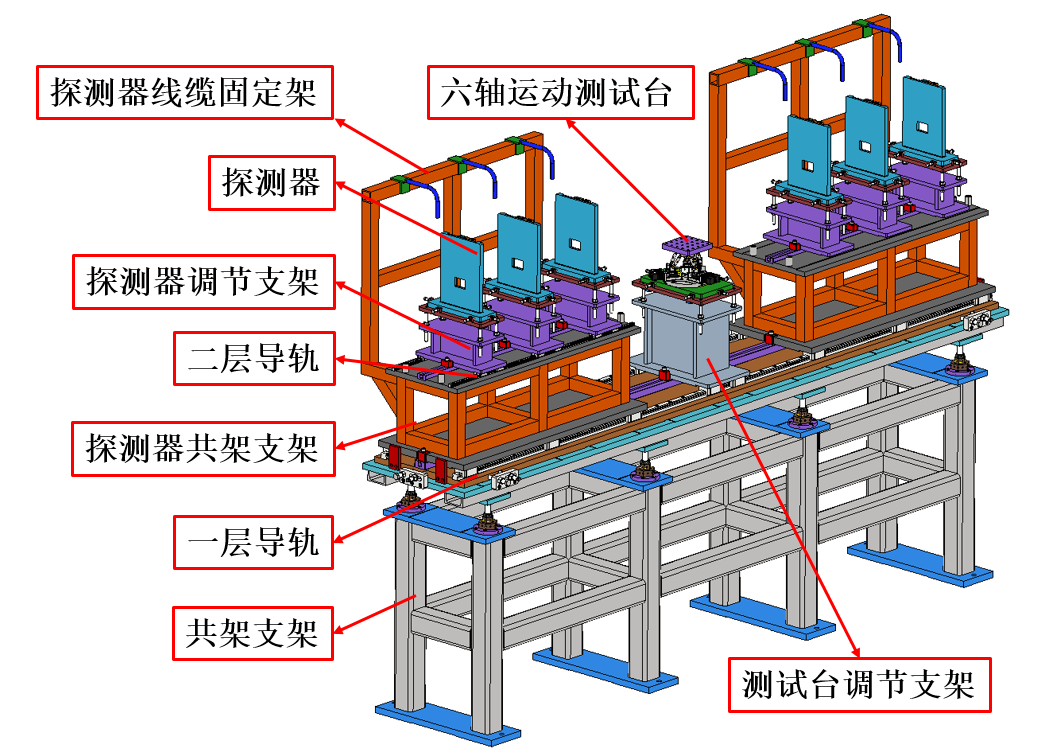 探测器线缆固定架
六轴运动测试台
探测器
探测器调节支架
二层导轨
探测器共架支架
一层导轨
共架支架
测试台调节支架